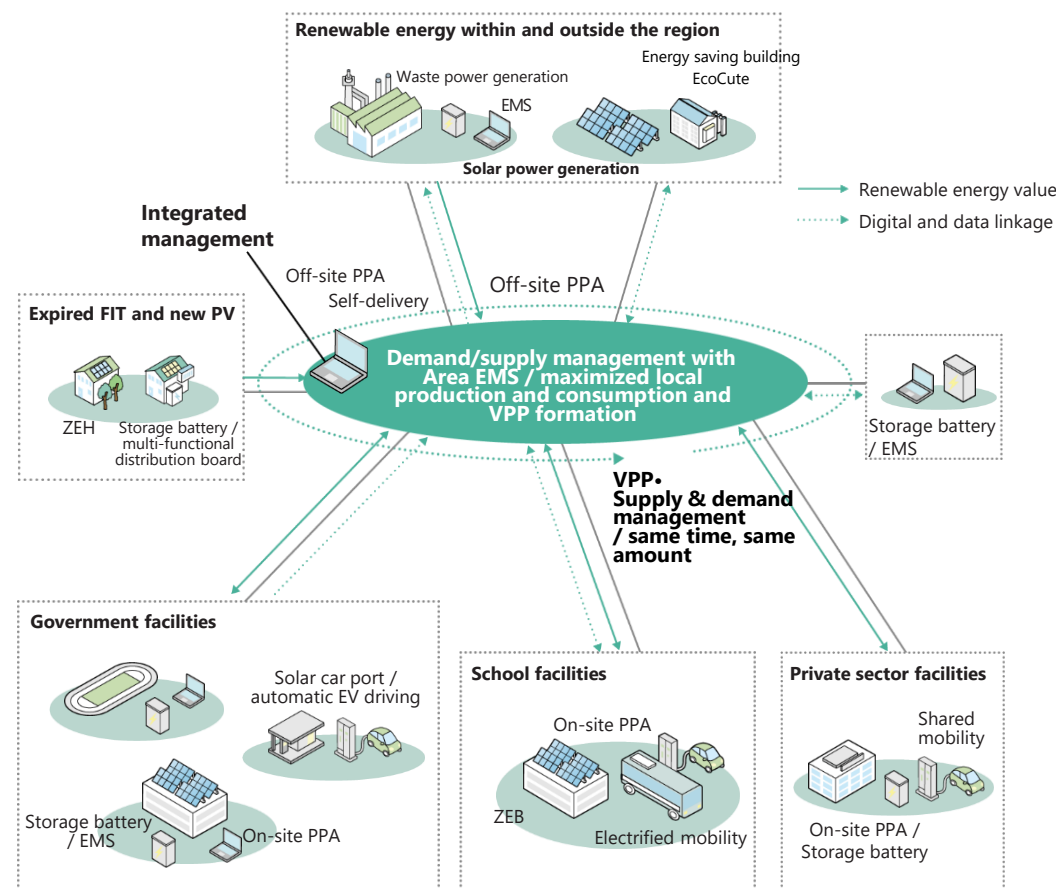 Renewable energy within and outside the region
Waste power generation
EMS
Energy saving building
EcoCute
Solar power generation
Renewable energy value
Digital and data linkage
Integrated
management
Off-site PPA
Self-delivery
Off-site PPA
Expired FIT and new PV
ZEH
Storage battery /
multi-functional
distribution board
Demand/supply management with
Area EMS / maximized local
production and consumption and
VPP formation
Storage battery
/ EMS
VPP•
Supply & demand
management
/ same time, same
amount
Government facilities
Solar car port /
automatic EV driving
Storage battery
/ EMS
On-site PPA
School facilities
On-site PPA
ZEB
Electrified mobility
Private sector facilities
Shared
mobility
On-site PPA /
Storage battery